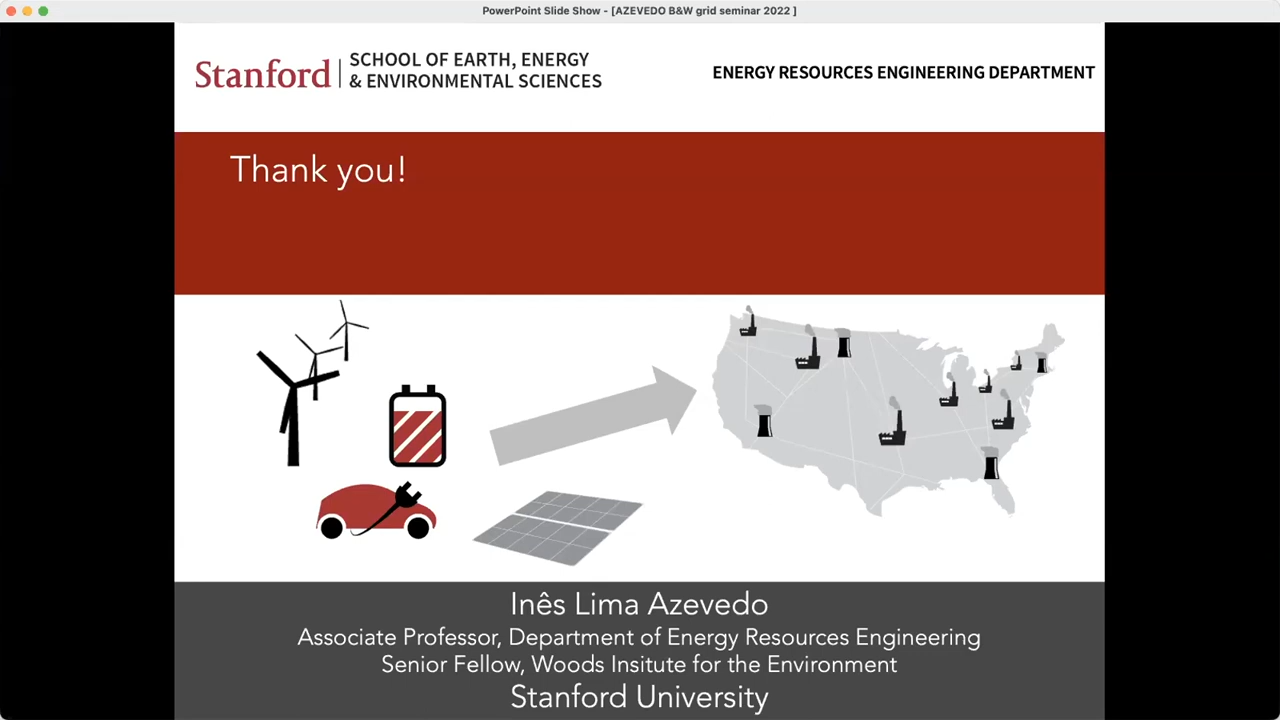 PowerPoint Slide Show - [AZEVEDO B&W grid seminar 2022 ]
Stanford
SCHOOL OF EARTH, ENERGY
& ENVIRONMENTAL SCIENCES
ENERGY RESOURCES ENGINEERING DEPARTMENT
Thank you!
Inês Lima Azevedo
Associate Professor, Department of Energy Resources Engineering
Senior Fellow, Woods Insitute for the Environment
Stanford University